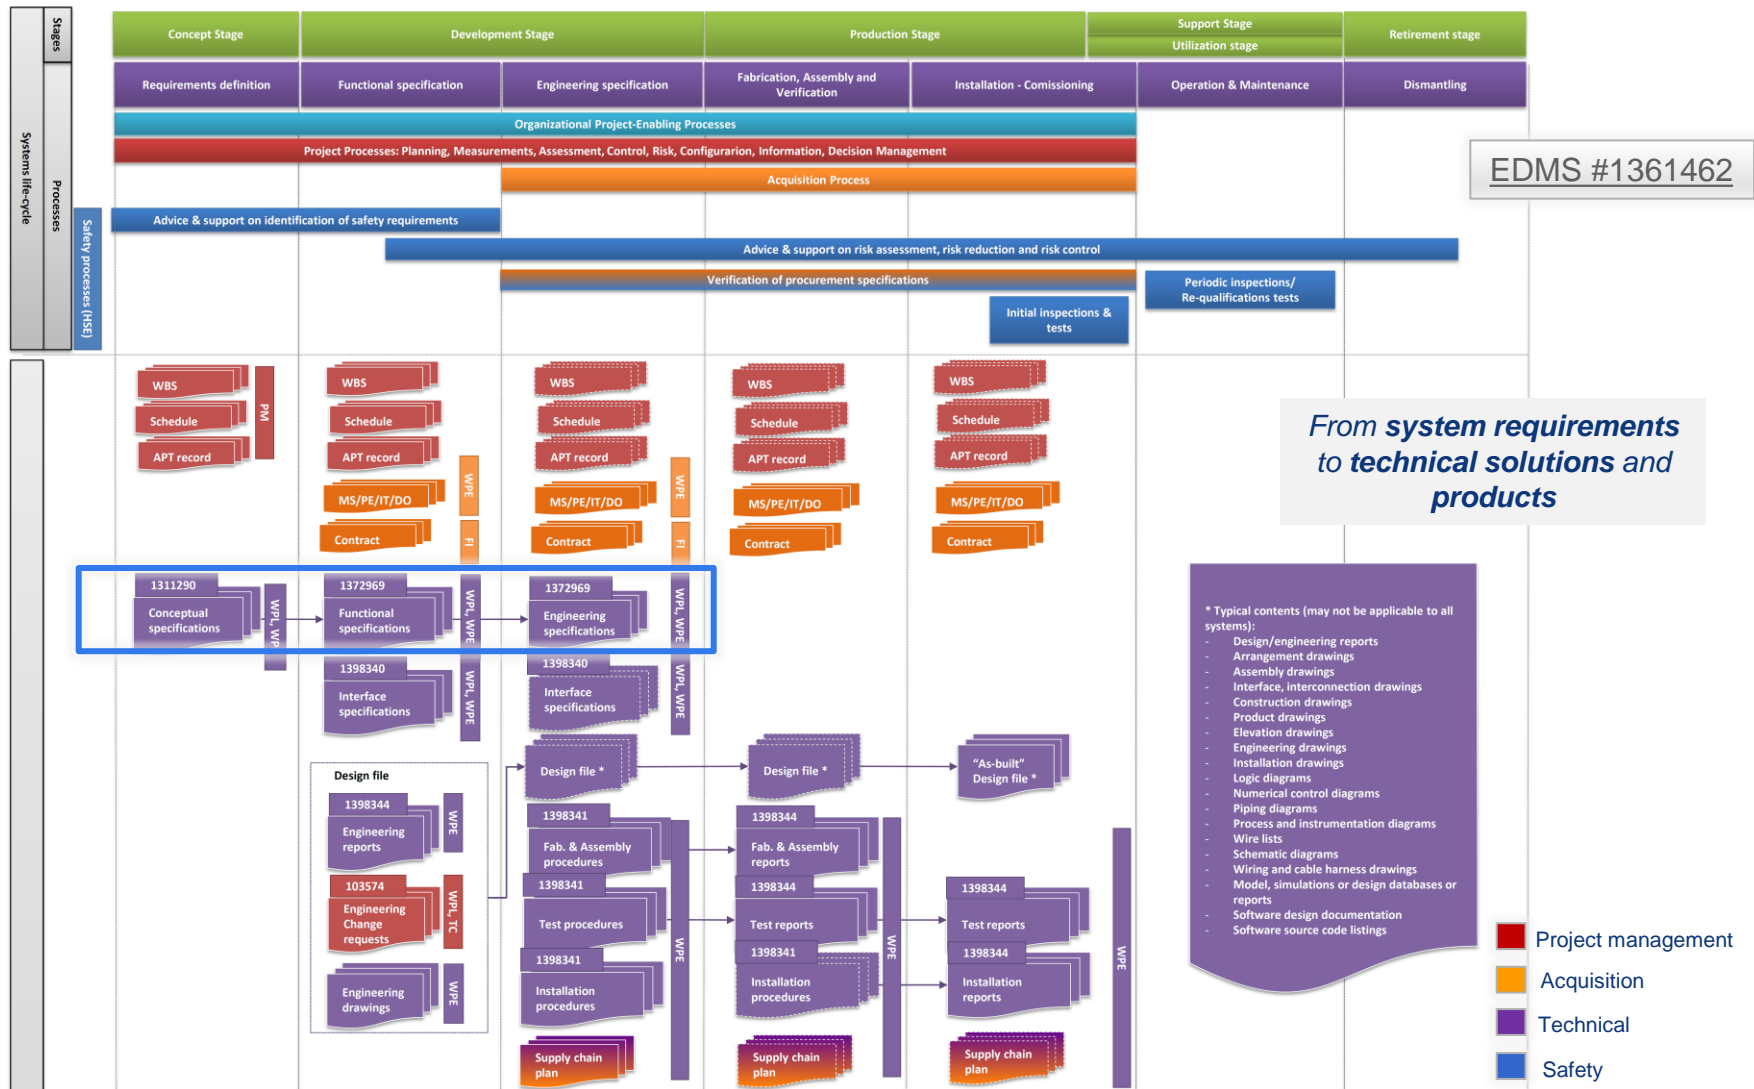 Stages
Concept Stage
Development Stage
Production Stage
Support Stage
Utilization stage
Retirement stage
Systems life-cycle
Processes
Requirements definition
Functional specification
Engineering specification
Fabrication, Assembly and
Verification
Installation - Comissioning
Operation & Maintenance
Dismantling
Organizational Project-Enabling Processes
Project Processes: Planning, Measurements, Assessment, Control, Risk, Configurarion, Information, Decision Management
Acquisition Process
EDMS #1361462
Safety processes (HSE)
Advice & support on identification of safety requirements
Advice & support on risk assessment, risk reduction and risk control
Verification of procurement specifications
Periodic inspections/
Re-qualifications tests
Initial inspections &
tests
WBS
Schedule
APT record
PM
WBS
Schedule
APT record
MS/PE/IT/DO
Contract
WPE
FI
WBS
Schedule
APT record
MS/PE/IT/DO
Contract
WPE
FI
WBS
Schedule
APT record
MS/PE/IT/DO
Contract
WBS
Schedule
APT record
MS/PE/IT/DO
Contract
From system requirements
to technical solutions and
products
1311290
Conceptual
specifications
WPL, WPE
1372969
Functional
specifications
WPL, WPE
1372969
Engineering
specifications
WPL, WPE
1398340
Interface
specifications
WPL, WPE
1398340
Interface
specifications
WPL, WPE
Design file
1398344
Engineering
reports
WPE
103574
Engineering
Change
requests
WPL, TC
Engineering
drawings
WPE
Design file *
Design file *
"As-built"
Design file *
1398341
Fab. & Assembly
procedures
1398344
Fab. & Assembly
reports
1398341
Test procedures
1398344
Test reports
1398344
Test reports
1398341
Installation
procedures
1398341
Installation
procedures
1398344
Installation
reports
WPE
WPE
WPE
Supply chain
plan
Supply chain
plan
Supply chain
plan
* Typical contents (may not be applicable to all
systems):
- Design/engineering reports
- Arrangement drawings
- Assembly drawings
- Interface, interconnection drawings
- Construction drawings
- Product drawings
- Elevation drawings
- Engineering drawings
- Installation drawings
- Logic diagrams
- Numerical control diagrams
- Piping diagrams
- Process and instrumentation diagrams
- Wire lists
- Schematic diagrams
- Wiring and cable harness drawings
- Model, simulations or design databases or
reports
- Software design documentation
- Software source code listings
Project management
Acquisition
Technical
Safety